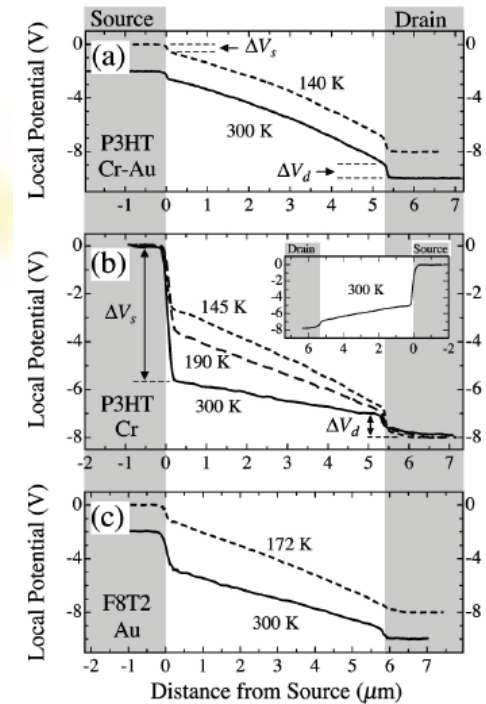 Source Drain
Local Potential (V)
0
-4
-8
(a)
ΔVs
140 K
300 K
P3HT
Cr-Au
ΔVd
0
-4
-8
-1 0 1 2 3 4 5 6 7
Local Potential (V)
0
-2
-4
-6
-8
(b)
ΔVs
145 K
190 K
300 K
P3HT
Cr
ΔVd
Drain Source
0
-2
-4
-6
-8
300 K
6 4 2 0 -2
0
-2
-4
-6
-8
-2 -1 0 1 2 3 4 5 6 7
Local Potential (V)
0
-4
-8
(c)
172 K
300 K
F8T2
Au
0
-4
-8
-2 -1 0 1 2 3 4 5 6 7
Distance from Source (μm)